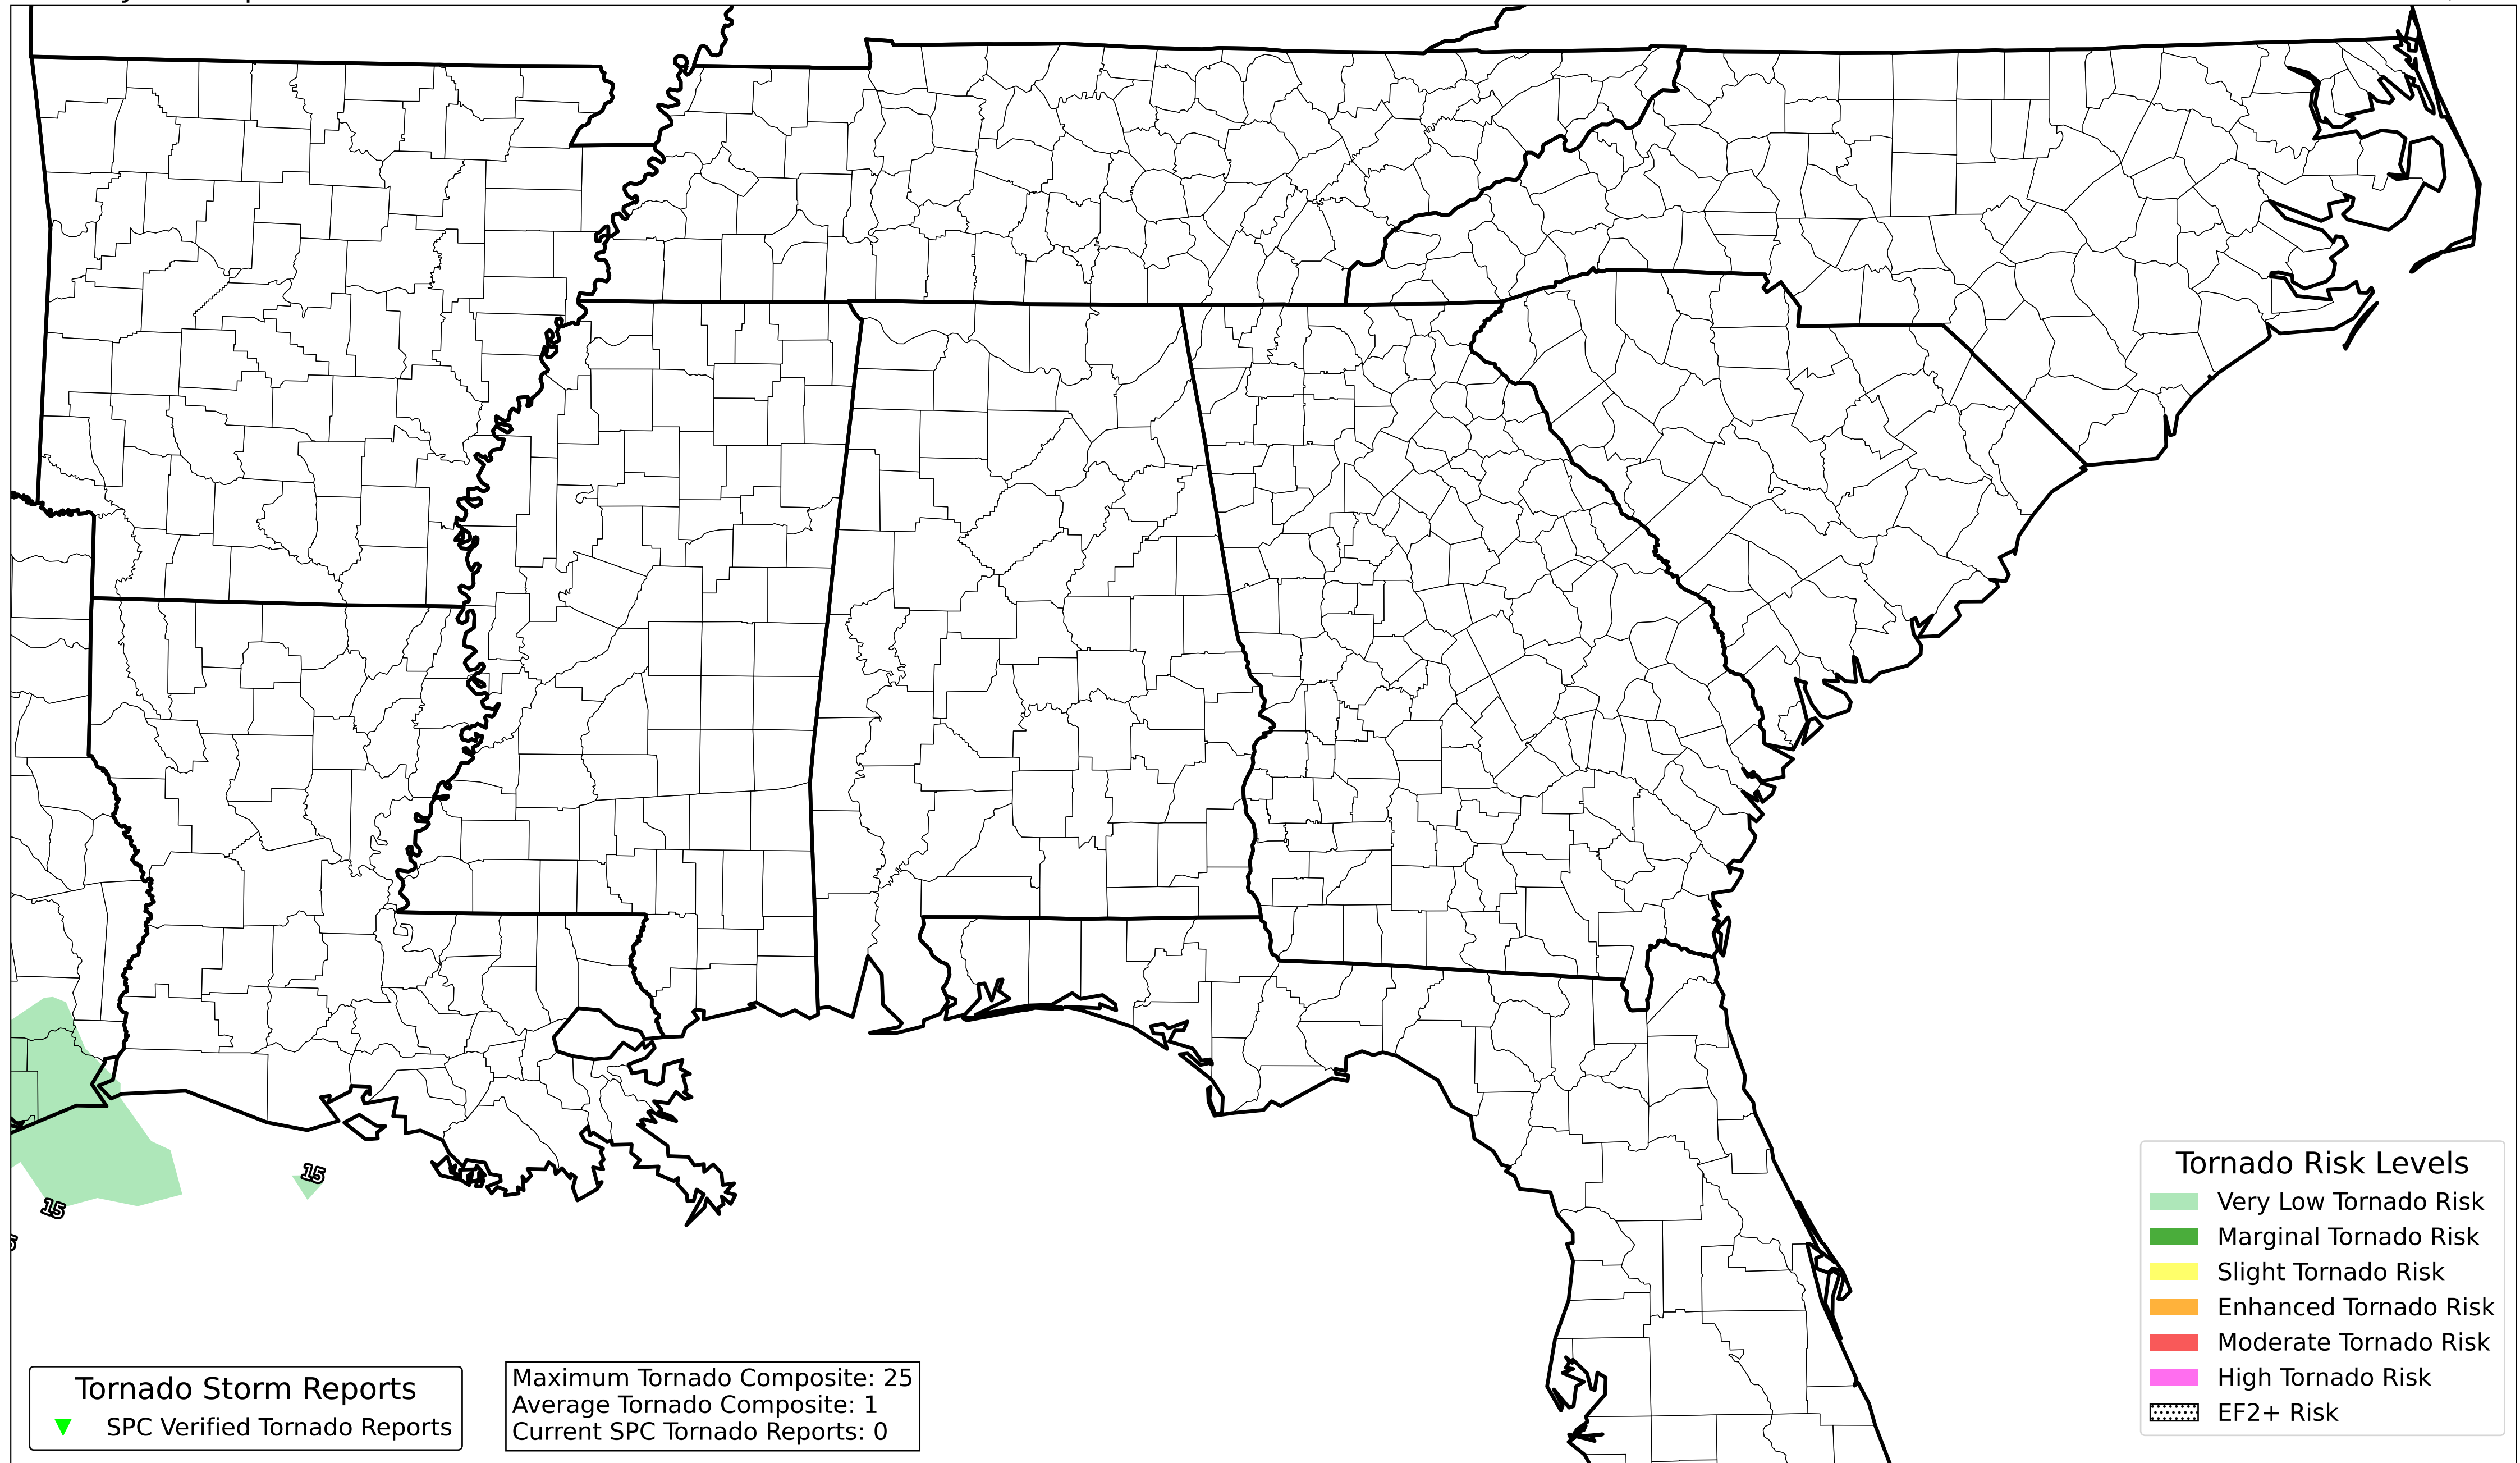 15
15
Tornado Risk Levels
Very Low Tornado Risk
Marginal Tornado Risk
Slight Tornado Risk
Enhanced Tornado Risk
Moderate Tornado Risk
High Tornado Risk
EF2+ Risk
Tornado Storm Reports
SPC Verified Tornado Reports
Maximum Tornado Composite: 25
Average Tornado Composite: 1
Current SPC Tornado Reports: 0